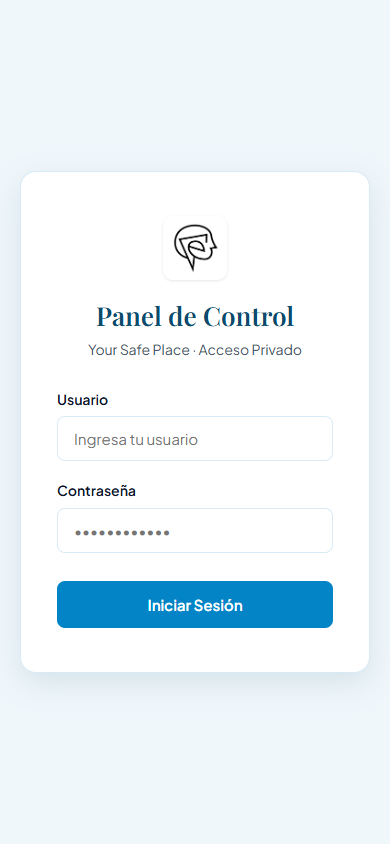 Panel de Control
Your Safe Place · Acceso Privado
Usuario
Ingresa tu usuario
Contraseña
••••••••••••
Iniciar Sesión